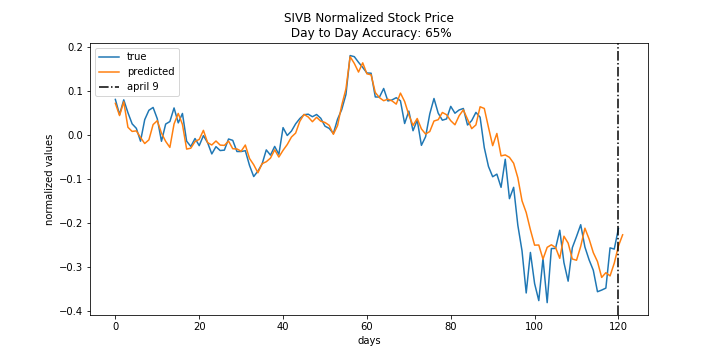 SIVB Normalized Stock Price
Day to Day Accuracy: 65%
true
predicted
april 9
normalized values
0.2
0.1
0.0
−0.1
−0.2
−0.3
−0.4
0
20
40
60
80
100
120
days